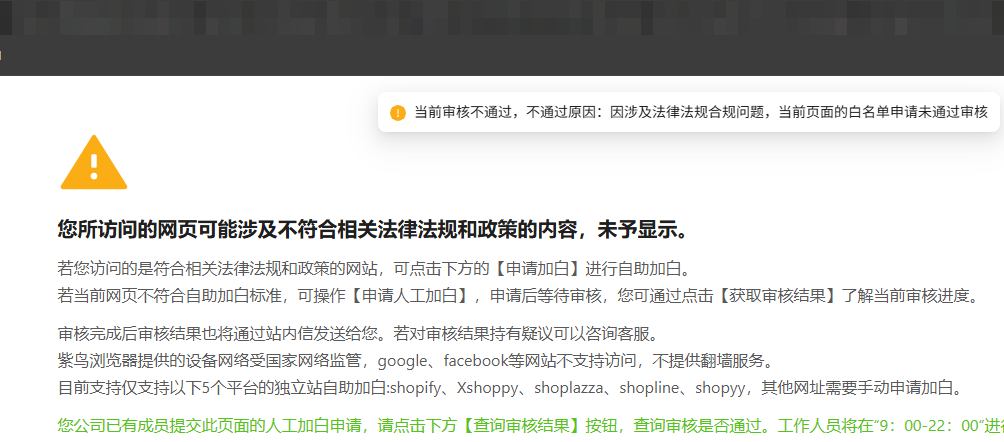 当前审核不通过，不通过原因：因涉及法律法规合规问题，当前页面的白名单申请未通过审核
您所访问的网页可能涉及不符合相关法律法规和政策的内容，未予显示。
若您访问的是符合相关法律法规和政策的网站，可点击下方的【申请加白】进行自助加白。
若当前网页不符合自助加白标准，可操作【申请人工加白】，申请后等待审核，您可通过点击【获取审核结果】了解当前审核进度。
审核完成后审核结果也将通过站内信发送给您。若对审核结果持有疑议可以咨询客服。
紫鸟浏览器提供的设备网络受国家网络监管，google、facebook等网站不支持访问，不提供翻墙服务。
目前支持仅支持以下5个平台的独立站自助加白:shopify、Xshoppy、shoplazza、shopline、shopyy，其他网址需要手动申请加白。
您公司已有成员提交此页面的人工加白申请，请点击下方【查询审核结果】按钮，查询审核是否通过。工作人员将在“9：00-22：00”进